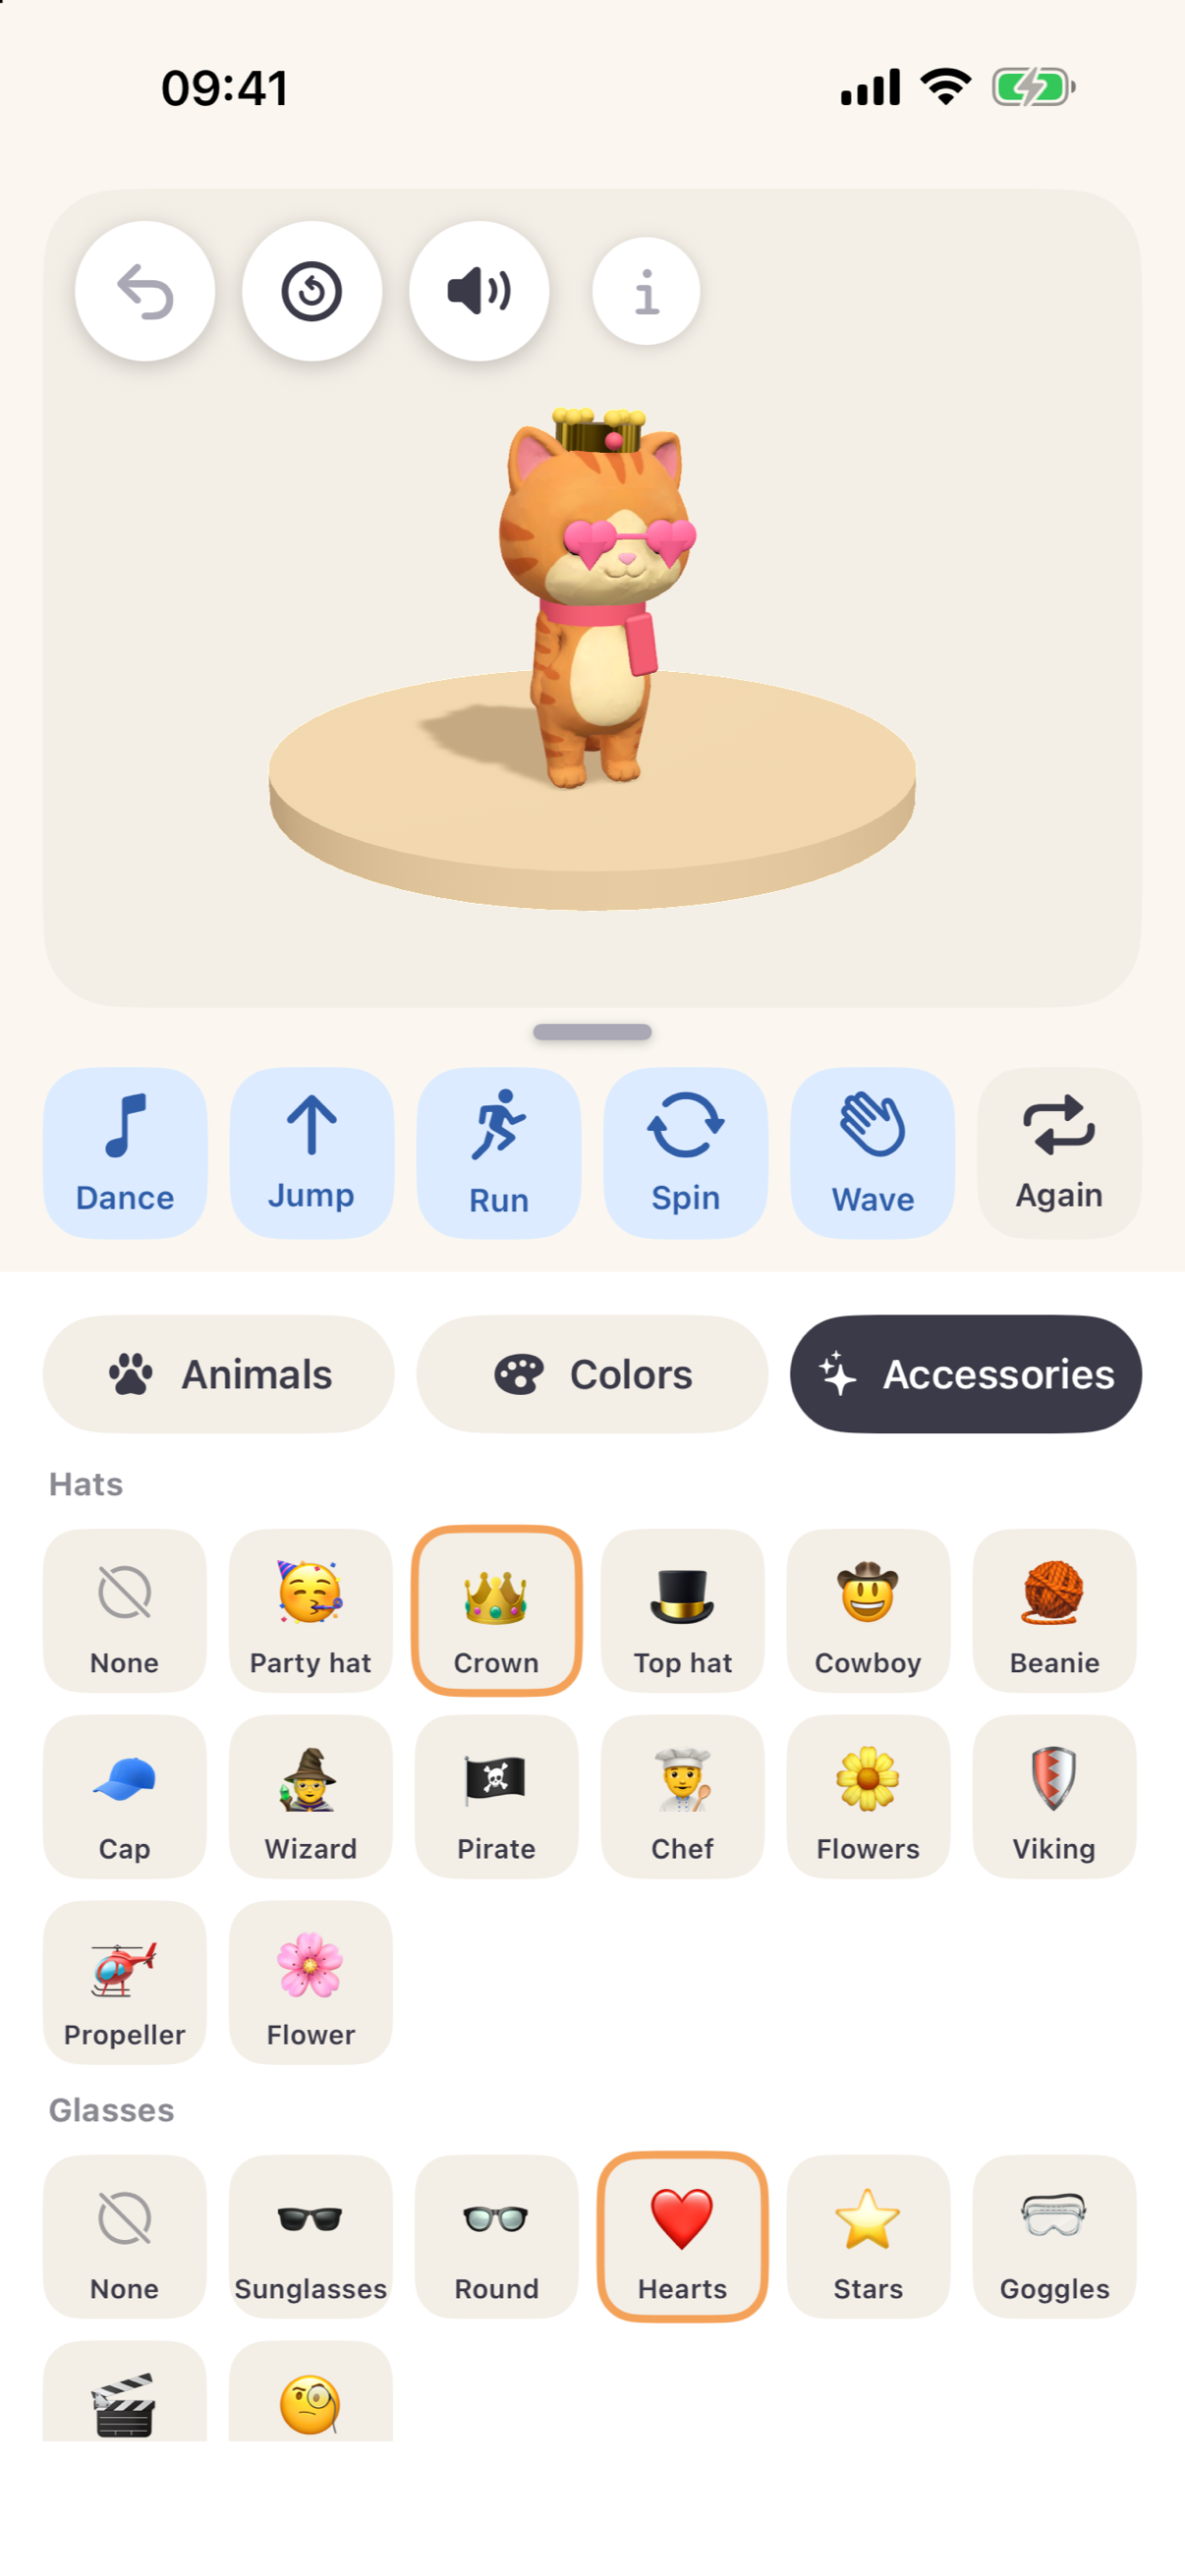 09:41
Dance
Jump
Run
Spin
Wave
Again
Animals
Colors
Accessories
Hats
None
Party hat
Crown
Top hat
Cowboy
Beanie
Cap
Wizard
Pirate
Chef
Flowers
Viking
Propeller
Flower
Glasses
None
Sunglasses
Round
Hearts
Stars
Goggles